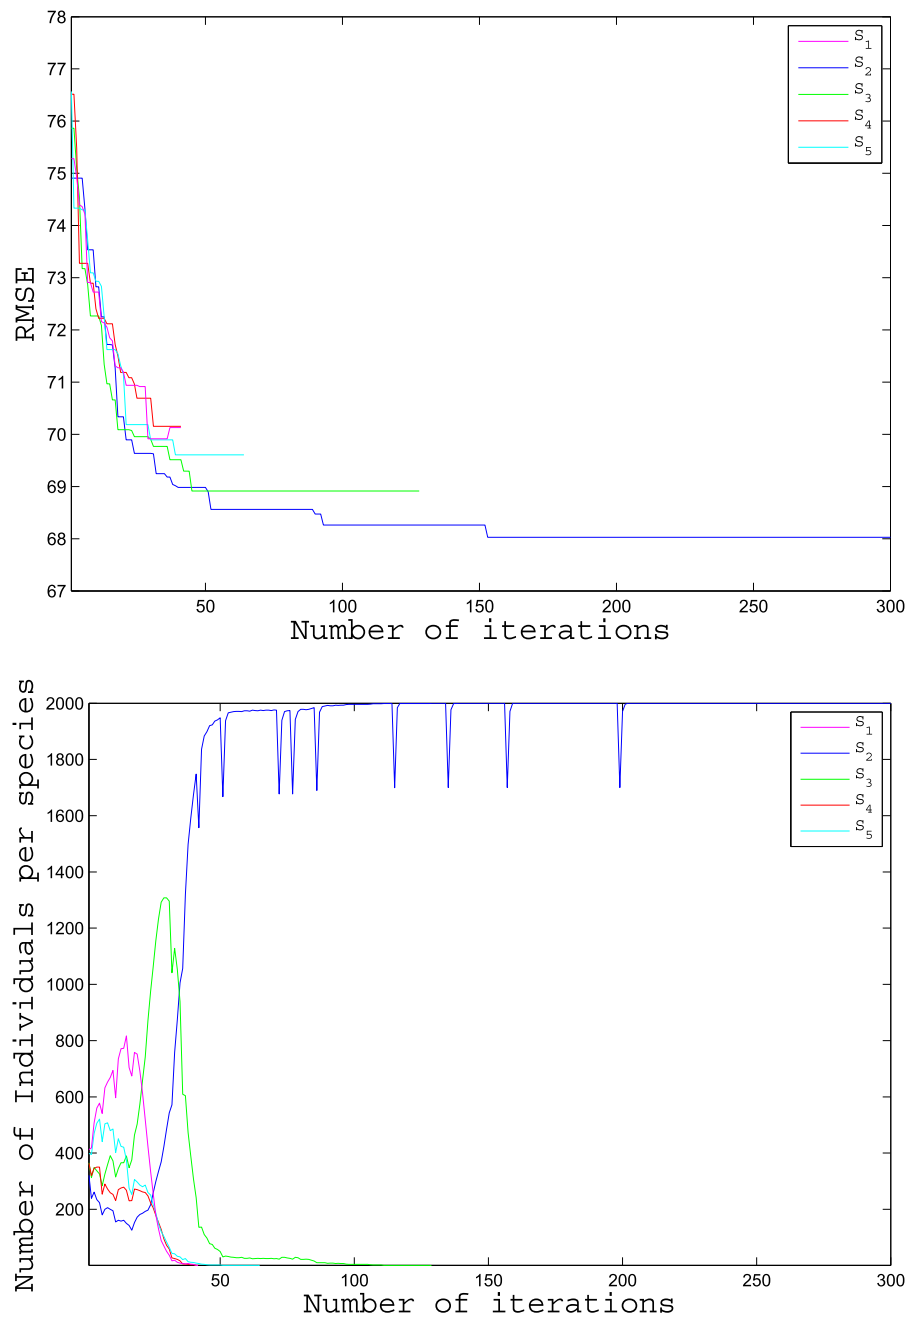 78
77
76
75
74
73
72
71
70
69
68
67
RMSE
S1
S2
S3
S4
S5
50 100 150 200 250 300
Number of iterations
2000
1800
1600
1400
1200
1000
800
600
400
200
Number of Individuals per species
S1
S2
S3
S4
S5
50 100 150 200 250 300
Number of iterations